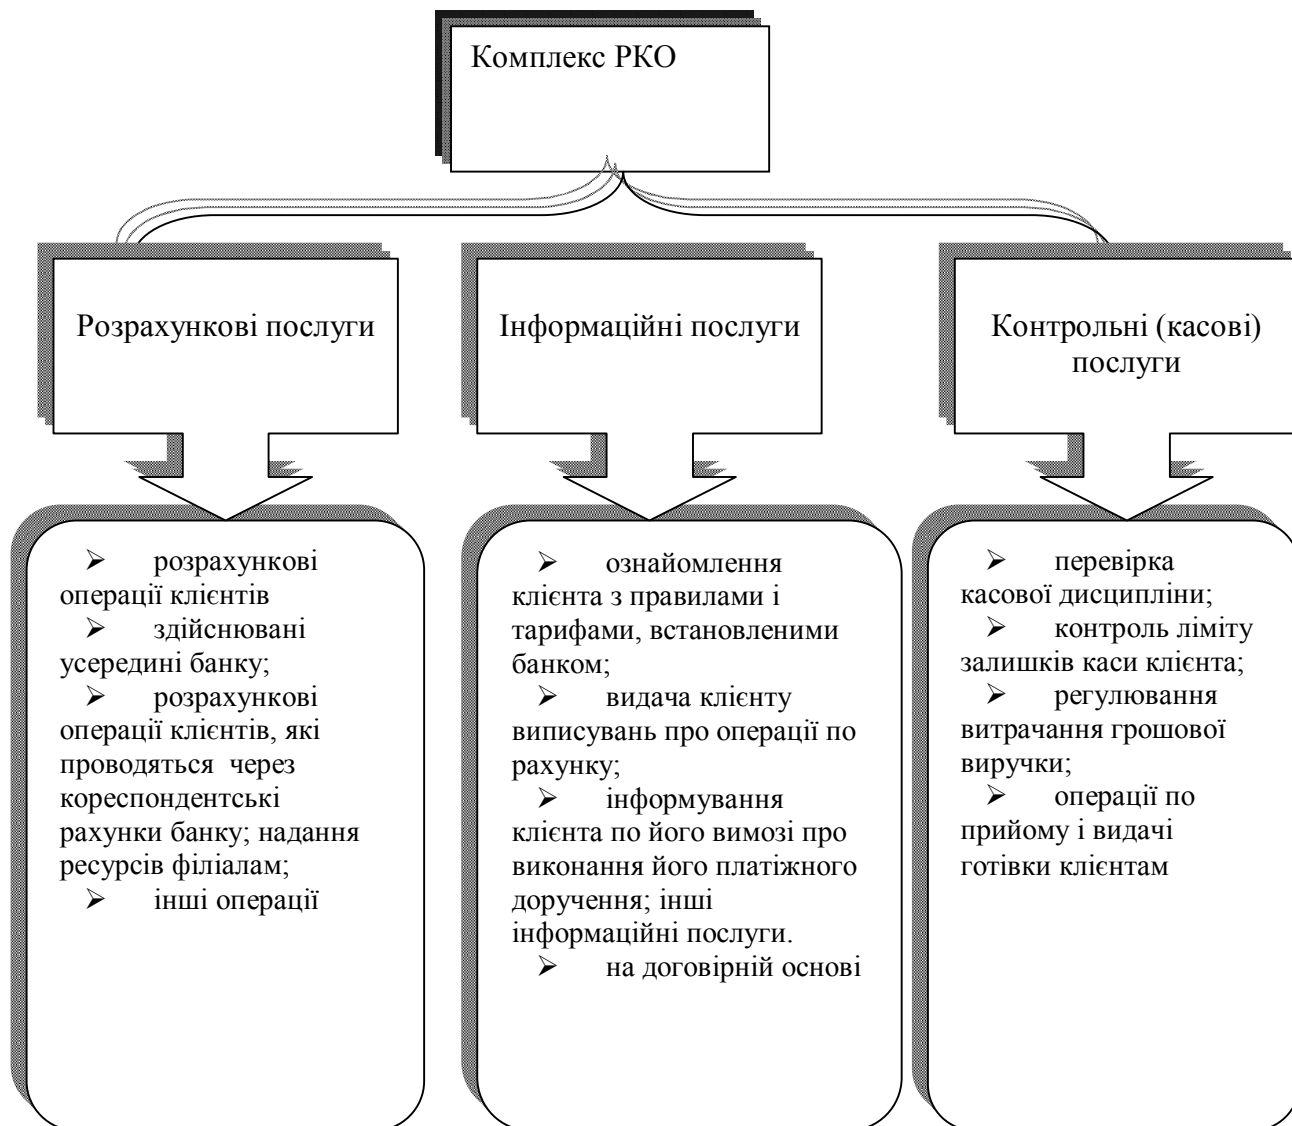 Комплекс РКО
Розрахункові послуги
Інформаційні послуги
Контрольні (касові)
послуги
➢ розрахункові
операції клієнтів
➢ здійснювані
усередині банку;
➢ розрахункові
операції клієнтів, які
проводяться через
кореспондентські
рахунки банку; надання
ресурсів філіалам;
➢ інші операції
➢ ознайомлення
клієнта з правилами і
тарифами, встановленими
банком;
➢ видача клієнту
виписувань про операції по
рахунку;
➢ інформування
клієнта по його вимозі про
виконання його платіжного
доручення; інші
інформаційні послуги.
➢ на договірній основі
➢ перевірка
касової дисципліни;
➢ контроль ліміту
залишків каси клієнта;
➢ регулювання
витрачання грошової
виручки;
➢ операції по
прийому і видачі
готівки клієнтам